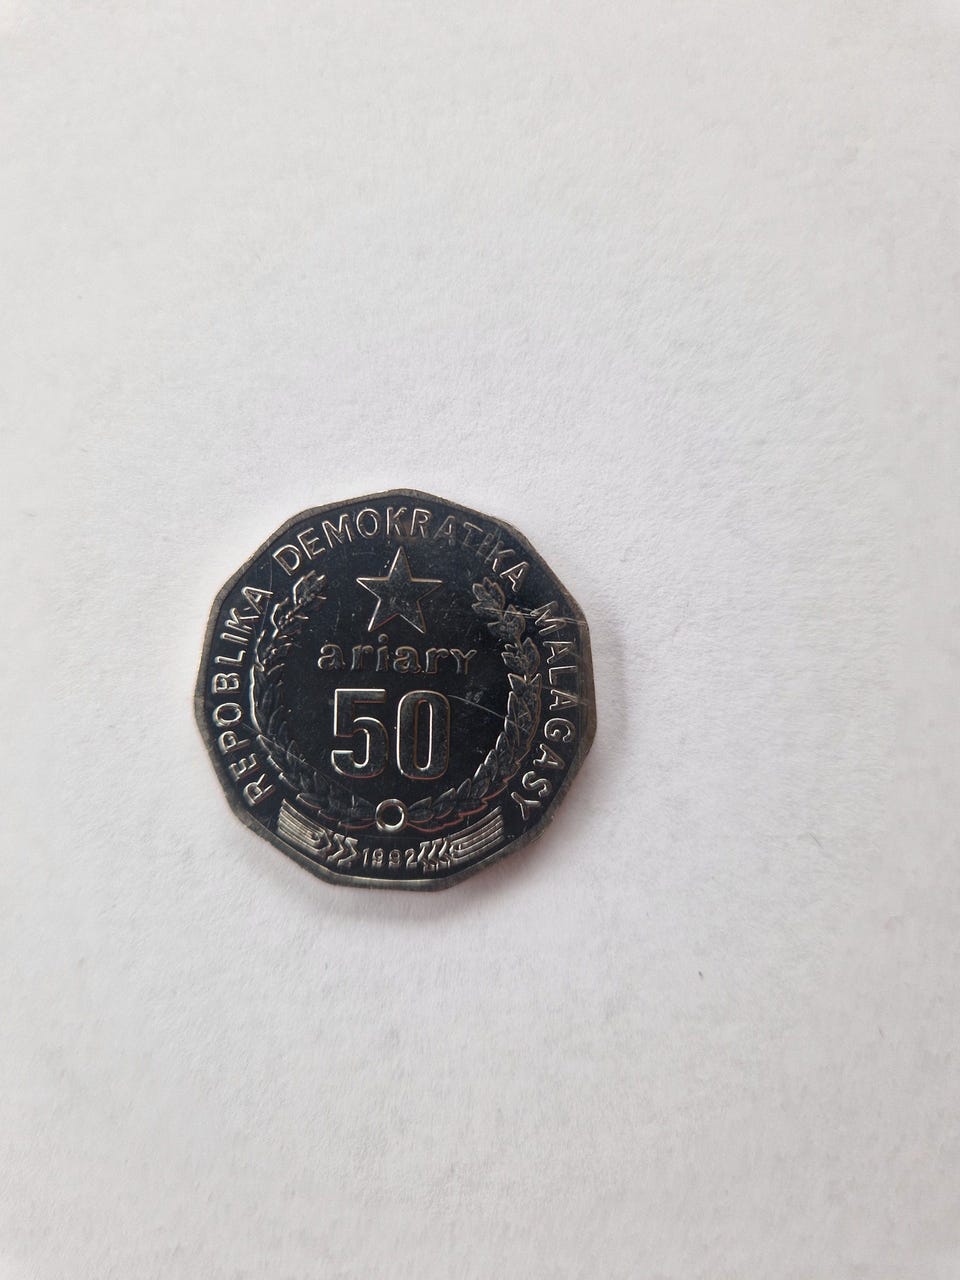 REPOBLIKA DEMOKRATIKA MALAGASY
ariary
50
1992